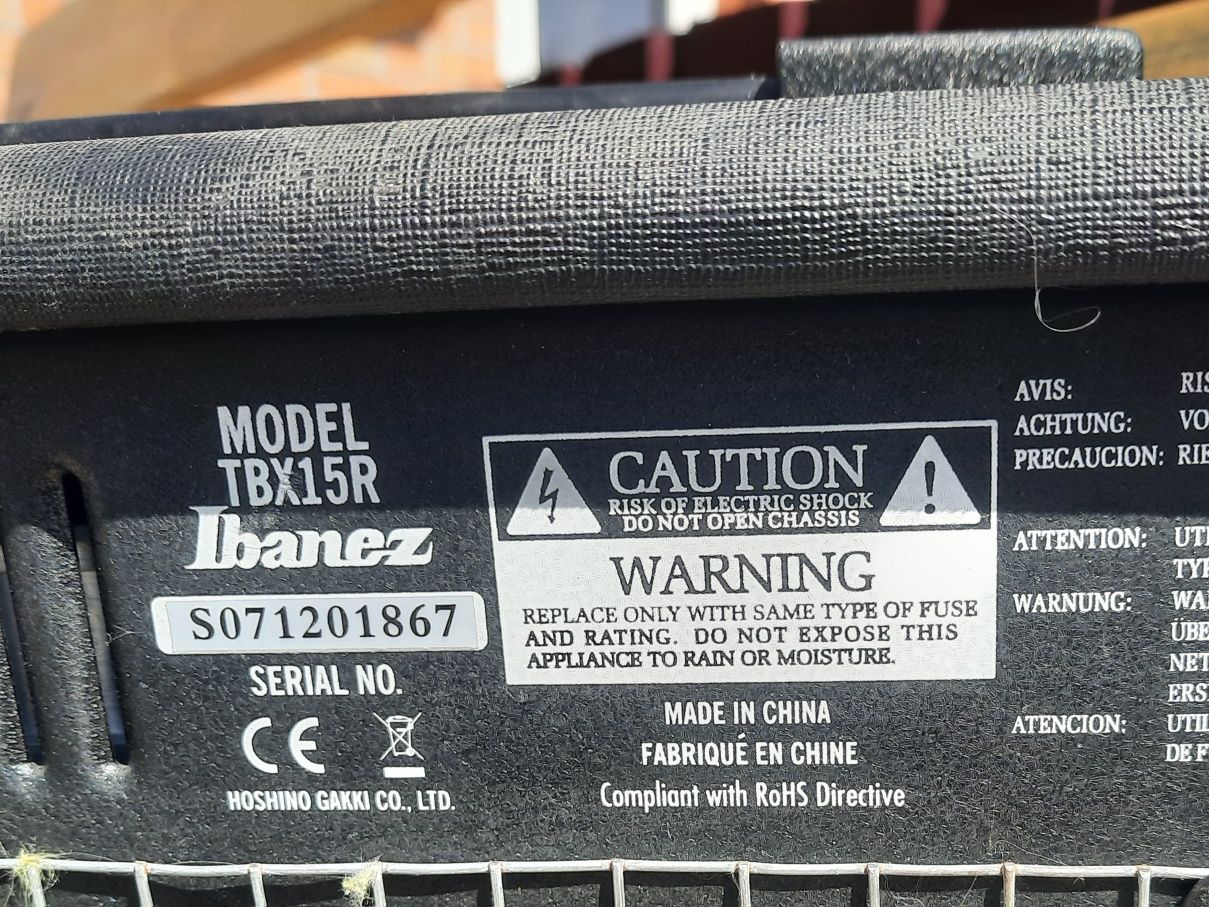 MODEL
TBX15R
Ibanez
S071201867
SERIAL NO.
CE
HOSHINO GAKKI CO., LTD.
CAUTION
RISK OF ELECTRIC SHOCK
DO NOT OPEN CHASSIS
WARNING
REPLACE ONLY WITH SAME TYPE OF FUSE
AND RATING. DO NOT EXPOSE THIS
APPLIANCE TO RAIN OR MOISTURE.
MADE IN CHINA
FABRIQUÉ EN CHINE
Compliant with RoHS Directive
AVIS:
ACHTUNG:
PRECAUCION:
ATTENTION:
WARNUNG:
ATENCION: